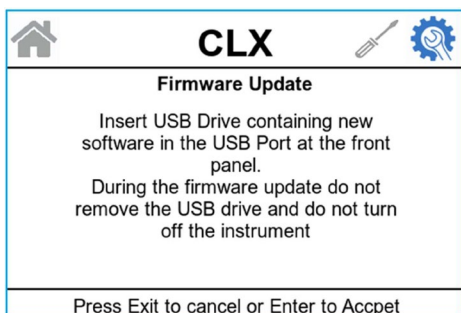 CLX
Firmware Update
Insert USB Drive containing new
software in the USB Port at the front
panel.
During the firmware update do not
remove the USB drive and do not turn
off the instrument
Press Exit to cancel or Enter to Accpet